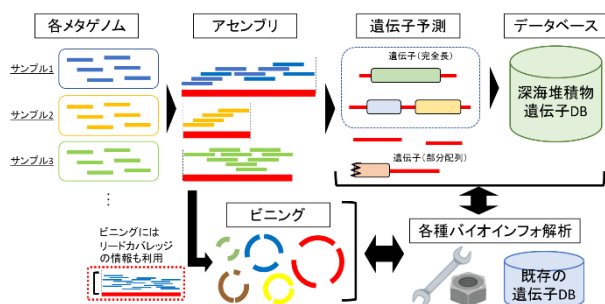 各メタゲノム
アセンブリ
遺伝子予測
データベース
サンプル1
サンプル2
サンプル3
⋮
遺伝子(完全長)
遺伝子(部分配列)
深海堆積物
遺伝子DB
ビニングには
リードカバレッジ
の情報も利用
ビニング
各種バイオインフォ解析
既存の
遺伝子DB